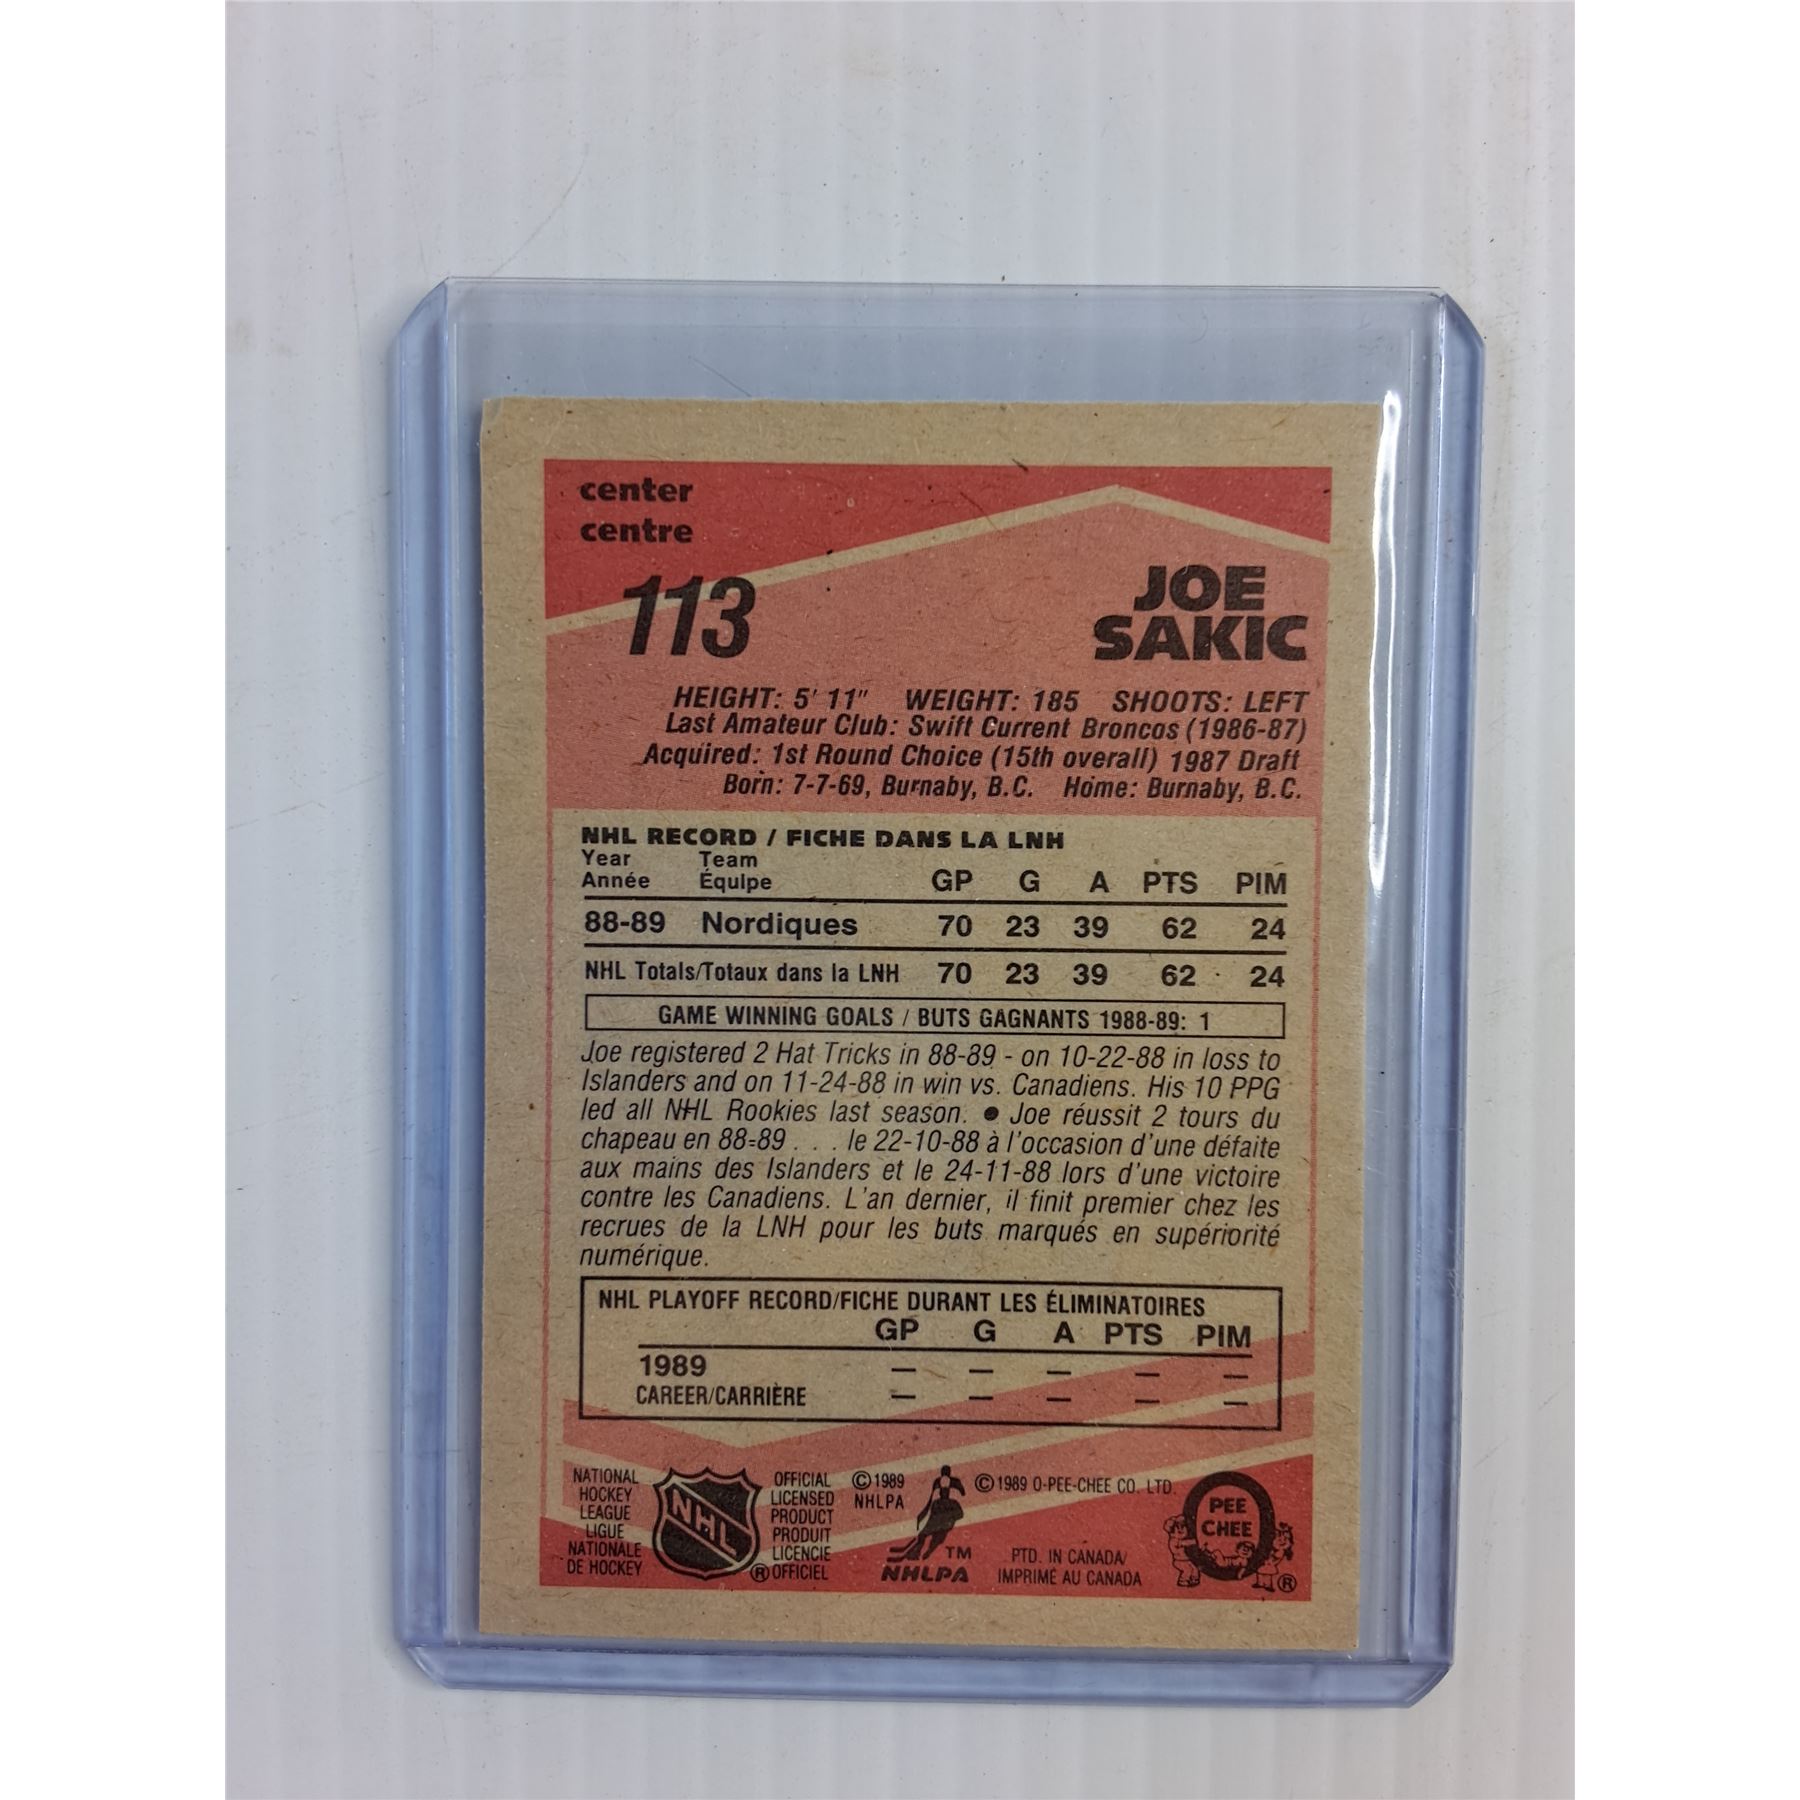 center
centre
113
JOE
SAKIC
HEIGHT: 5' 11" WEIGHT: 185 SHOOTS: LEFT
Last Amateur Club: Swift Current Broncos (1986-87)
Acquired: 1st Round Choice (15th overall) 1987 Draft
Born: 7-7-69, Burnaby, B.C. Home: Burnaby, B.C.
NHL RECORD / FICHE DANS LA LNH
Year Team
Année Équipe GP G A PTS PIM
88-89 Nordiques 70 23 39 62 24
NHL Totals/Totaux dans la LNH 70 23 39 62 24
GAME WINNING GOALS / BUTS GAGNANTS 1988-89: 1
Joe registered 2 Hat Tricks in 88-89 - on 10-22-88 in loss to
Islanders and on 11-24-88 in win vs. Canadiens. His 10 PPG
led all NHL Rookies last season. ● Joe réussit 2 tours du
chapeau en 88-89 . . . le 22-10-88 à l'occasion d'une défaite
aux mains des Islanders et le 24-11-88 lors d'une victoire
contre les Canadiens. L'an dernier, il finit premier chez les
recrues de la LNH pour les buts marqués en supériorité
numérique.
NHL PLAYOFF RECORD/FICHE DURANT LES ÉLIMINATOIRES
GP G A PTS PIM
1989 — — — — —
CAREER/CARRIÈRE — — — — —
NATIONAL
HOCKEY
LEAGUE
LIGUE
NATIONALE
DE HOCKEY
NHL
OFFICIAL
LICENSED
PRODUCT
PRODUIT
LICENCIE
® OFFICIEL
© 1989
NHLPA
TM
NHLPA
© 1989 O-PEE-CHEE CO. LTD.
PTD. IN CANADA/
IMPRIMÉ AU CANADA
PEE
CHEE
®